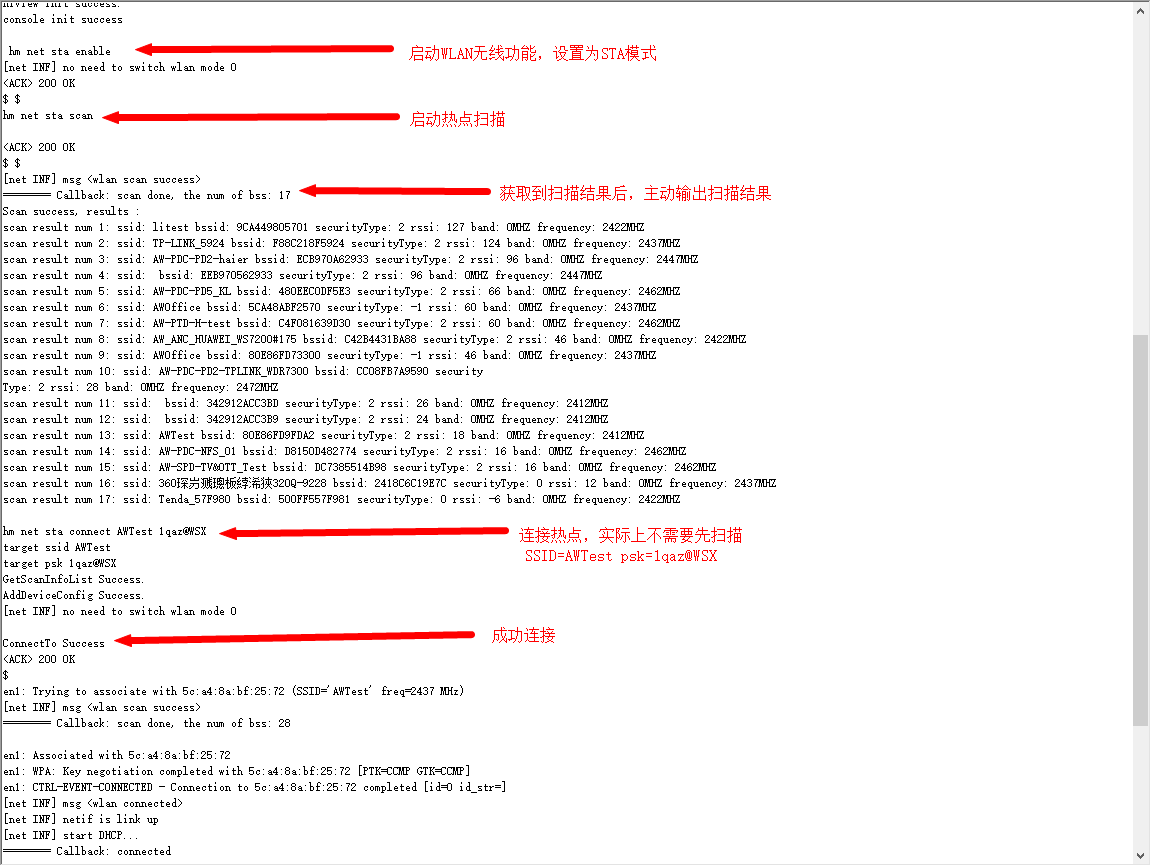 hiview init success.
console init success
hm net sta enable
启动WLAN无线功能，设置为STA模式
[net INF] no need to switch wlan mode 0
<ACK> 200 OK
$ $
hm net sta scan
启动热点扫描
<ACK> 200 OK
$ $
[net INF] msg <wlan scan success>
======== Callback: scan done, the num of bss: 17
获取到扫描结果后，主动输出扫描结果
Scan success, results :
scan result num 1: ssid: litest bssid: 9CA449805701 securityType: 2 rssi: 127 band: 0MHZ frequency: 2422MHZ
scan result num 2: ssid: TP-LINK_5924 bssid: F88C218F5924 securityType: 2 rssi: 124 band: 0MHZ frequency: 2437MHZ
scan result num 3: ssid: AW-PDC-PD2-haier bssid: ECB970A62933 securityType: 2 rssi: 96 band: 0MHZ frequency: 2447MHZ
scan result num 4: ssid:  bssid: EEB970562933 securityType: 2 rssi: 96 band: 0MHZ frequency: 2447MHZ
scan result num 5: ssid: AW-PDC-PD5_KL bssid: 480EEC0DF5E3 securityType: 2 rssi: 66 band: 0MHZ frequency: 2462MHZ
scan result num 6: ssid: AWOffice bssid: 5CA48ABF2570 securityType: -1 rssi: 60 band: 0MHZ frequency: 2437MHZ
scan result num 7: ssid: AW-PTD-H-test bssid: C4F081639D30 securityType: 2 rssi: 60 band: 0MHZ frequency: 2462MHZ
scan result num 8: ssid: AW_ANC_HUAWEI_WS7200#175 bssid: C42B4431BA88 securityType: 2 rssi: 46 band: 0MHZ frequency: 2422MHZ
scan result num 9: ssid: AWOffice bssid: 80E86FD73300 securityType: -1 rssi: 46 band: 0MHZ frequency: 2437MHZ
scan result num 10: ssid: AW-PDC-PD2-TPLINK_WDR7300 bssid: CC08FB7A9590 security
Type: 2 rssi: 28 band: 0MHZ frequency: 2472MHZ
scan result num 11: ssid:  bssid: 342912ACC3BD securityType: 2 rssi: 26 band: 0MHZ frequency: 2412MHZ
scan result num 12: ssid:  bssid: 342912ACC3B9 securityType: 2 rssi: 24 band: 0MHZ frequency: 2412MHZ
scan result num 13: ssid: AWTest bssid: 80E86FD9FDA2 securityType: 2 rssi: 18 band: 0MHZ frequency: 2412MHZ
scan result num 14: ssid: AW-PDC-NFS_01 bssid: D8150D482774 securityType: 2 rssi: 16 band: 0MHZ frequency: 2462MHZ
scan result num 15: ssid: AW-SPD-TV&OTT_Test bssid: DC7385514B98 securityType: 2 rssi: 16 band: 0MHZ frequency: 2462MHZ
scan result num 16: ssid: 360 320Q-9228 bssid: 2418C6C19E7C securityType: 0 rssi: 12 band: 0MHZ frequency: 2437MHZ
scan result num 17: ssid: Tenda_57F980 bssid: 500FF557F981 securityType: 0 rssi: -6 band: 0MHZ frequency: 2422MHZ
hm net sta connect AWTest 1qaz@WSX
连接热点，实际上不需要先扫描
target ssid AWTest
SSID=AWTest psk=1qaz@WSX
target psk 1qaz@WSX
GetScanInfoList Success.
AddDeviceConfig Success.
[net INF] no need to switch wlan mode 0
ConnectTo Success
成功连接
<ACK> 200 OK
$
en1: Trying to associate with 5c:a4:8a:bf:25:72 (SSID='AWTest' freq=2437 MHz)
[net INF] msg <wlan scan success>
======== Callback: scan done, the num of bss: 28
en1: Associated with 5c:a4:8a:bf:25:72
en1: WPA: Key negotiation completed with 5c:a4:8a:bf:25:72 [PTK=CCMP GTK=CCMP]
en1: CTRL-EVENT-CONNECTED - Connection to 5c:a4:8a:bf:25:72 completed [id=0 id_str=]
[net INF] msg <wlan connected>
[net INF] netif is link up
[net INF] start DHCP...
======== Callback: connected